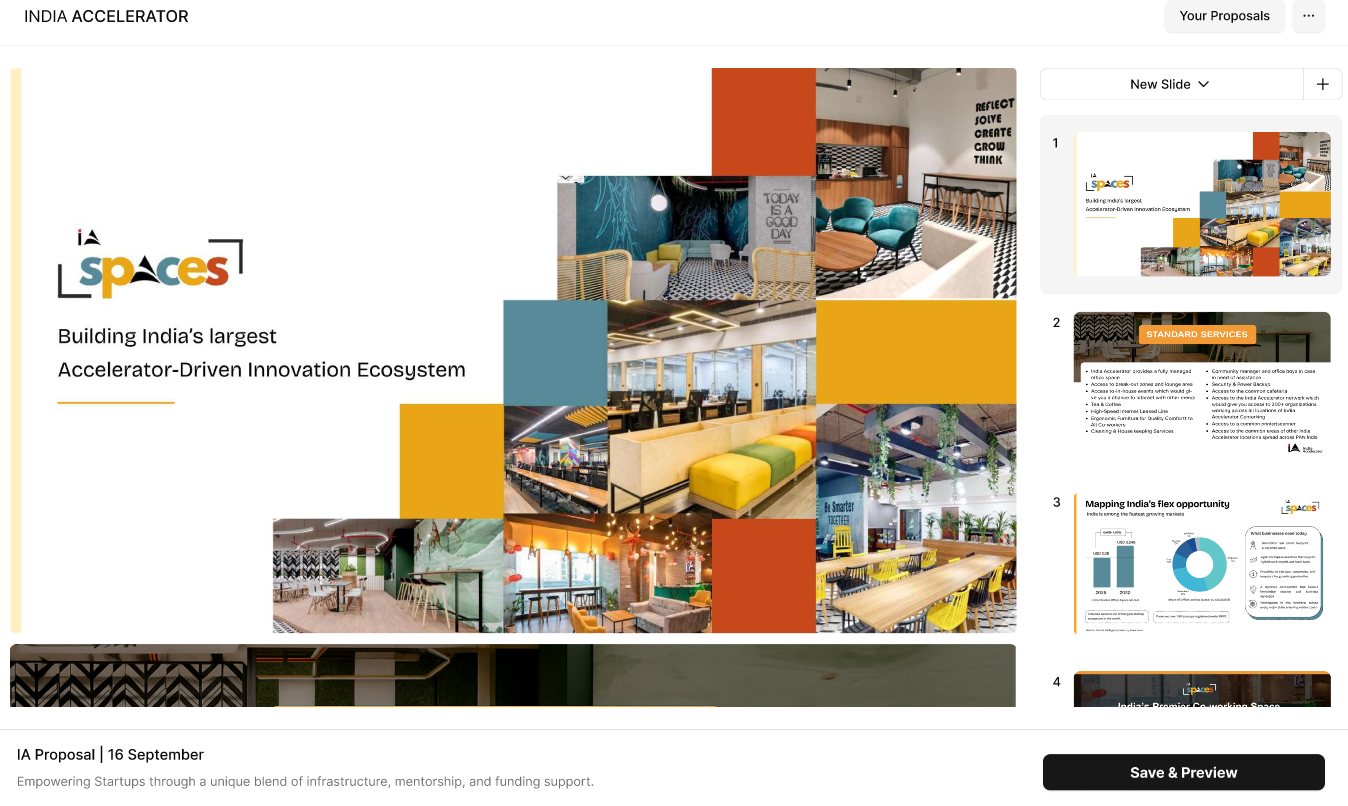 INDIA ACCELERATOR
Your Proposals
...
New Slide
+
iA
spaces
Building India's largest
Accelerator-Driven Innovation Ecosystem
REFLECT
SOLVE
CREATE
GROW
THINK
TODAY
IS A
GOOD
DAY
Be Smarter
TOGETHER
1
iA
spaces
Building India's largest
Accelerator-Driven Innovation Ecosystem
2
STANDARD SERVICES
India Accelerator provides a fully managed
office space
Access to break-out zones and lounge area
Access to in-house events which would gi-
ve you a chance to interact with other members
Tea & Coffee
High-Speed Internet Leased Line
Ergonomic Furniture for Quality Comfort to
All Co-workers
Cleaning & House keeping Services
Community manager and office boys in case
in need of assistance
Security & Power Backup
Access to the common cafeteria
Access to the India Accelerator network which
would give you access to 200+ organizations
working across all locations of India
Accelerator Coworking
Access to a common printer/scanner
Access to the common areas of other India
Accelerator locations spread across PAN India
iA India
Accelerator
3
Mapping India's flex opportunity
India is among the fastest growing markets
iA
spaces
What businesses need today
4
spaces
India's Premier Co-working Space
IA Proposal | 16 September
Empowering Startups through a unique blend of infrastructure, mentorship, and funding support.
Save & Preview